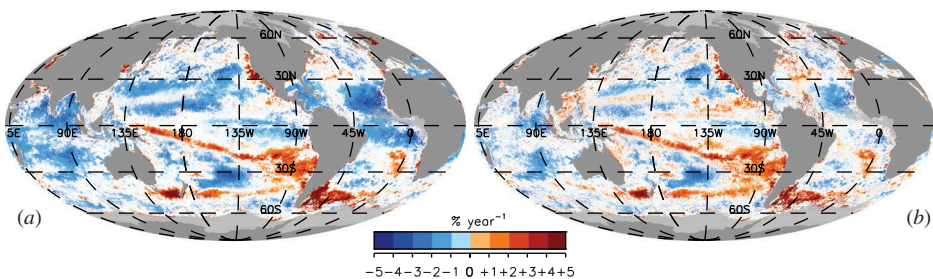 60N 60N
30N 30N
5E 90E 135E 180 135W 90W 45W 0 5E 90E 135E 180 135W 90W 45W 0
30S 30S
(a) 60S 60S (b)
% year⁻¹
−5−4−3−2−1 0 +1+2+3+4+5